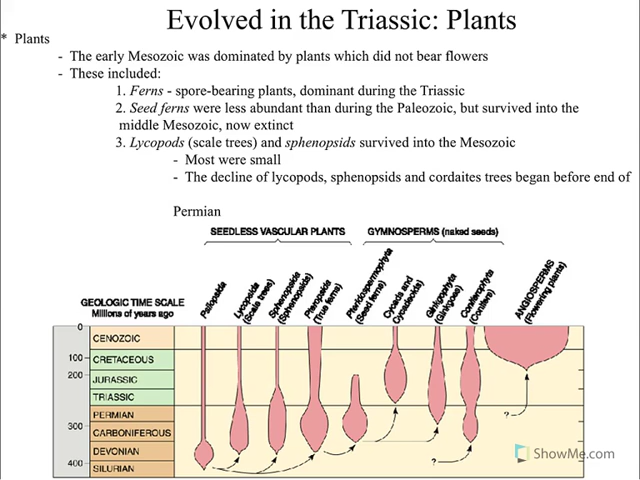 Evolved in the Triassic: Plants
* Plants
- The early Mesozoic was dominated by plants which did not bear flowers
- These included:
1. Ferns - spore-bearing plants, dominant during the Triassic
2. Seed ferns were less abundant than during the Paleozoic, but survived into the
middle Mesozoic, now extinct
3. Lycopods (scale trees) and sphenopsids survived into the Mesozoic
- Most were small
- The decline of lycopods, sphenopsids and cordaites trees began before end of
Permian
SEEDLESS VASCULAR PLANTS
GYMNOSPERMS (naked seeds)
Psilopsida
Lycopsida
(Scale trees)
Sphenopsida
(Sphenopsids)
Pteropsida
(True ferns)
Pteridospermophyta
(Seed ferns)
Cycads and
Cycadeoids
Ginkgophyta
(Ginkgoes)
Coniferophyta
(Conifers)
ANGIOSPERMS
(Flowering plants)
GEOLOGIC TIME SCALE
Millions of years ago
0
CENOZOIC
100
CRETACEOUS
200
JURASSIC
TRIASSIC
PERMIAN
300
CARBONIFEROUS
DEVONIAN
400
SILURIAN
?
?
ShowMe.com